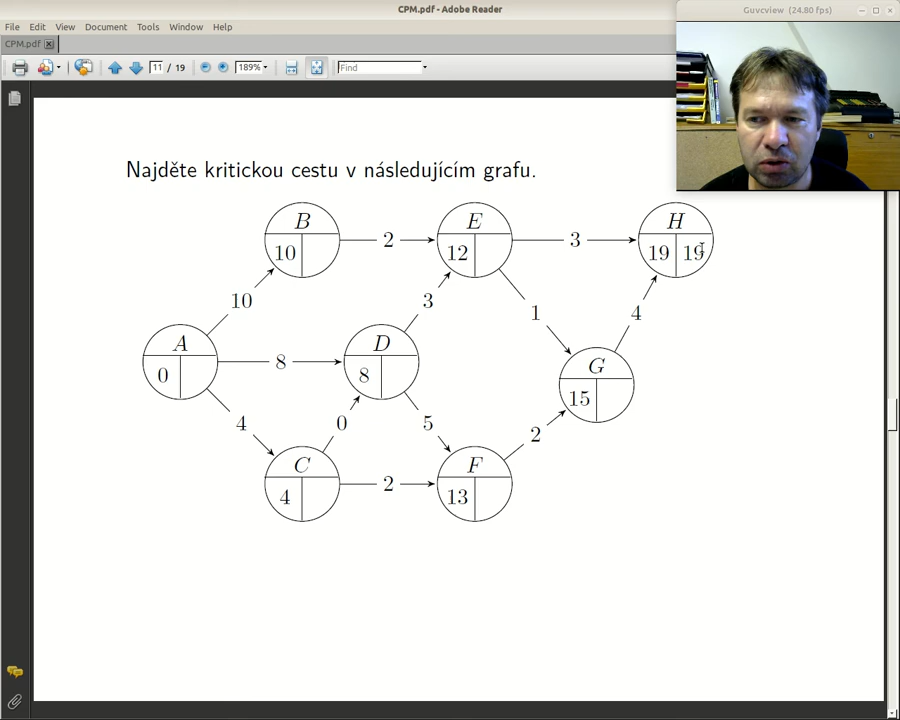 CPM.pdf - Adobe Reader
Guvcview (24.80 fps)
File Edit View Document Tools Window Help
CPM.pdf
11 / 19 189% Find
Najděte kritickou cestu v následujícím grafu.
B
10
2
E
12
3
H
19 19
10
3
1
4
A
0
8
D
8
G
15
4
0
5
2
C
4
2
F
13